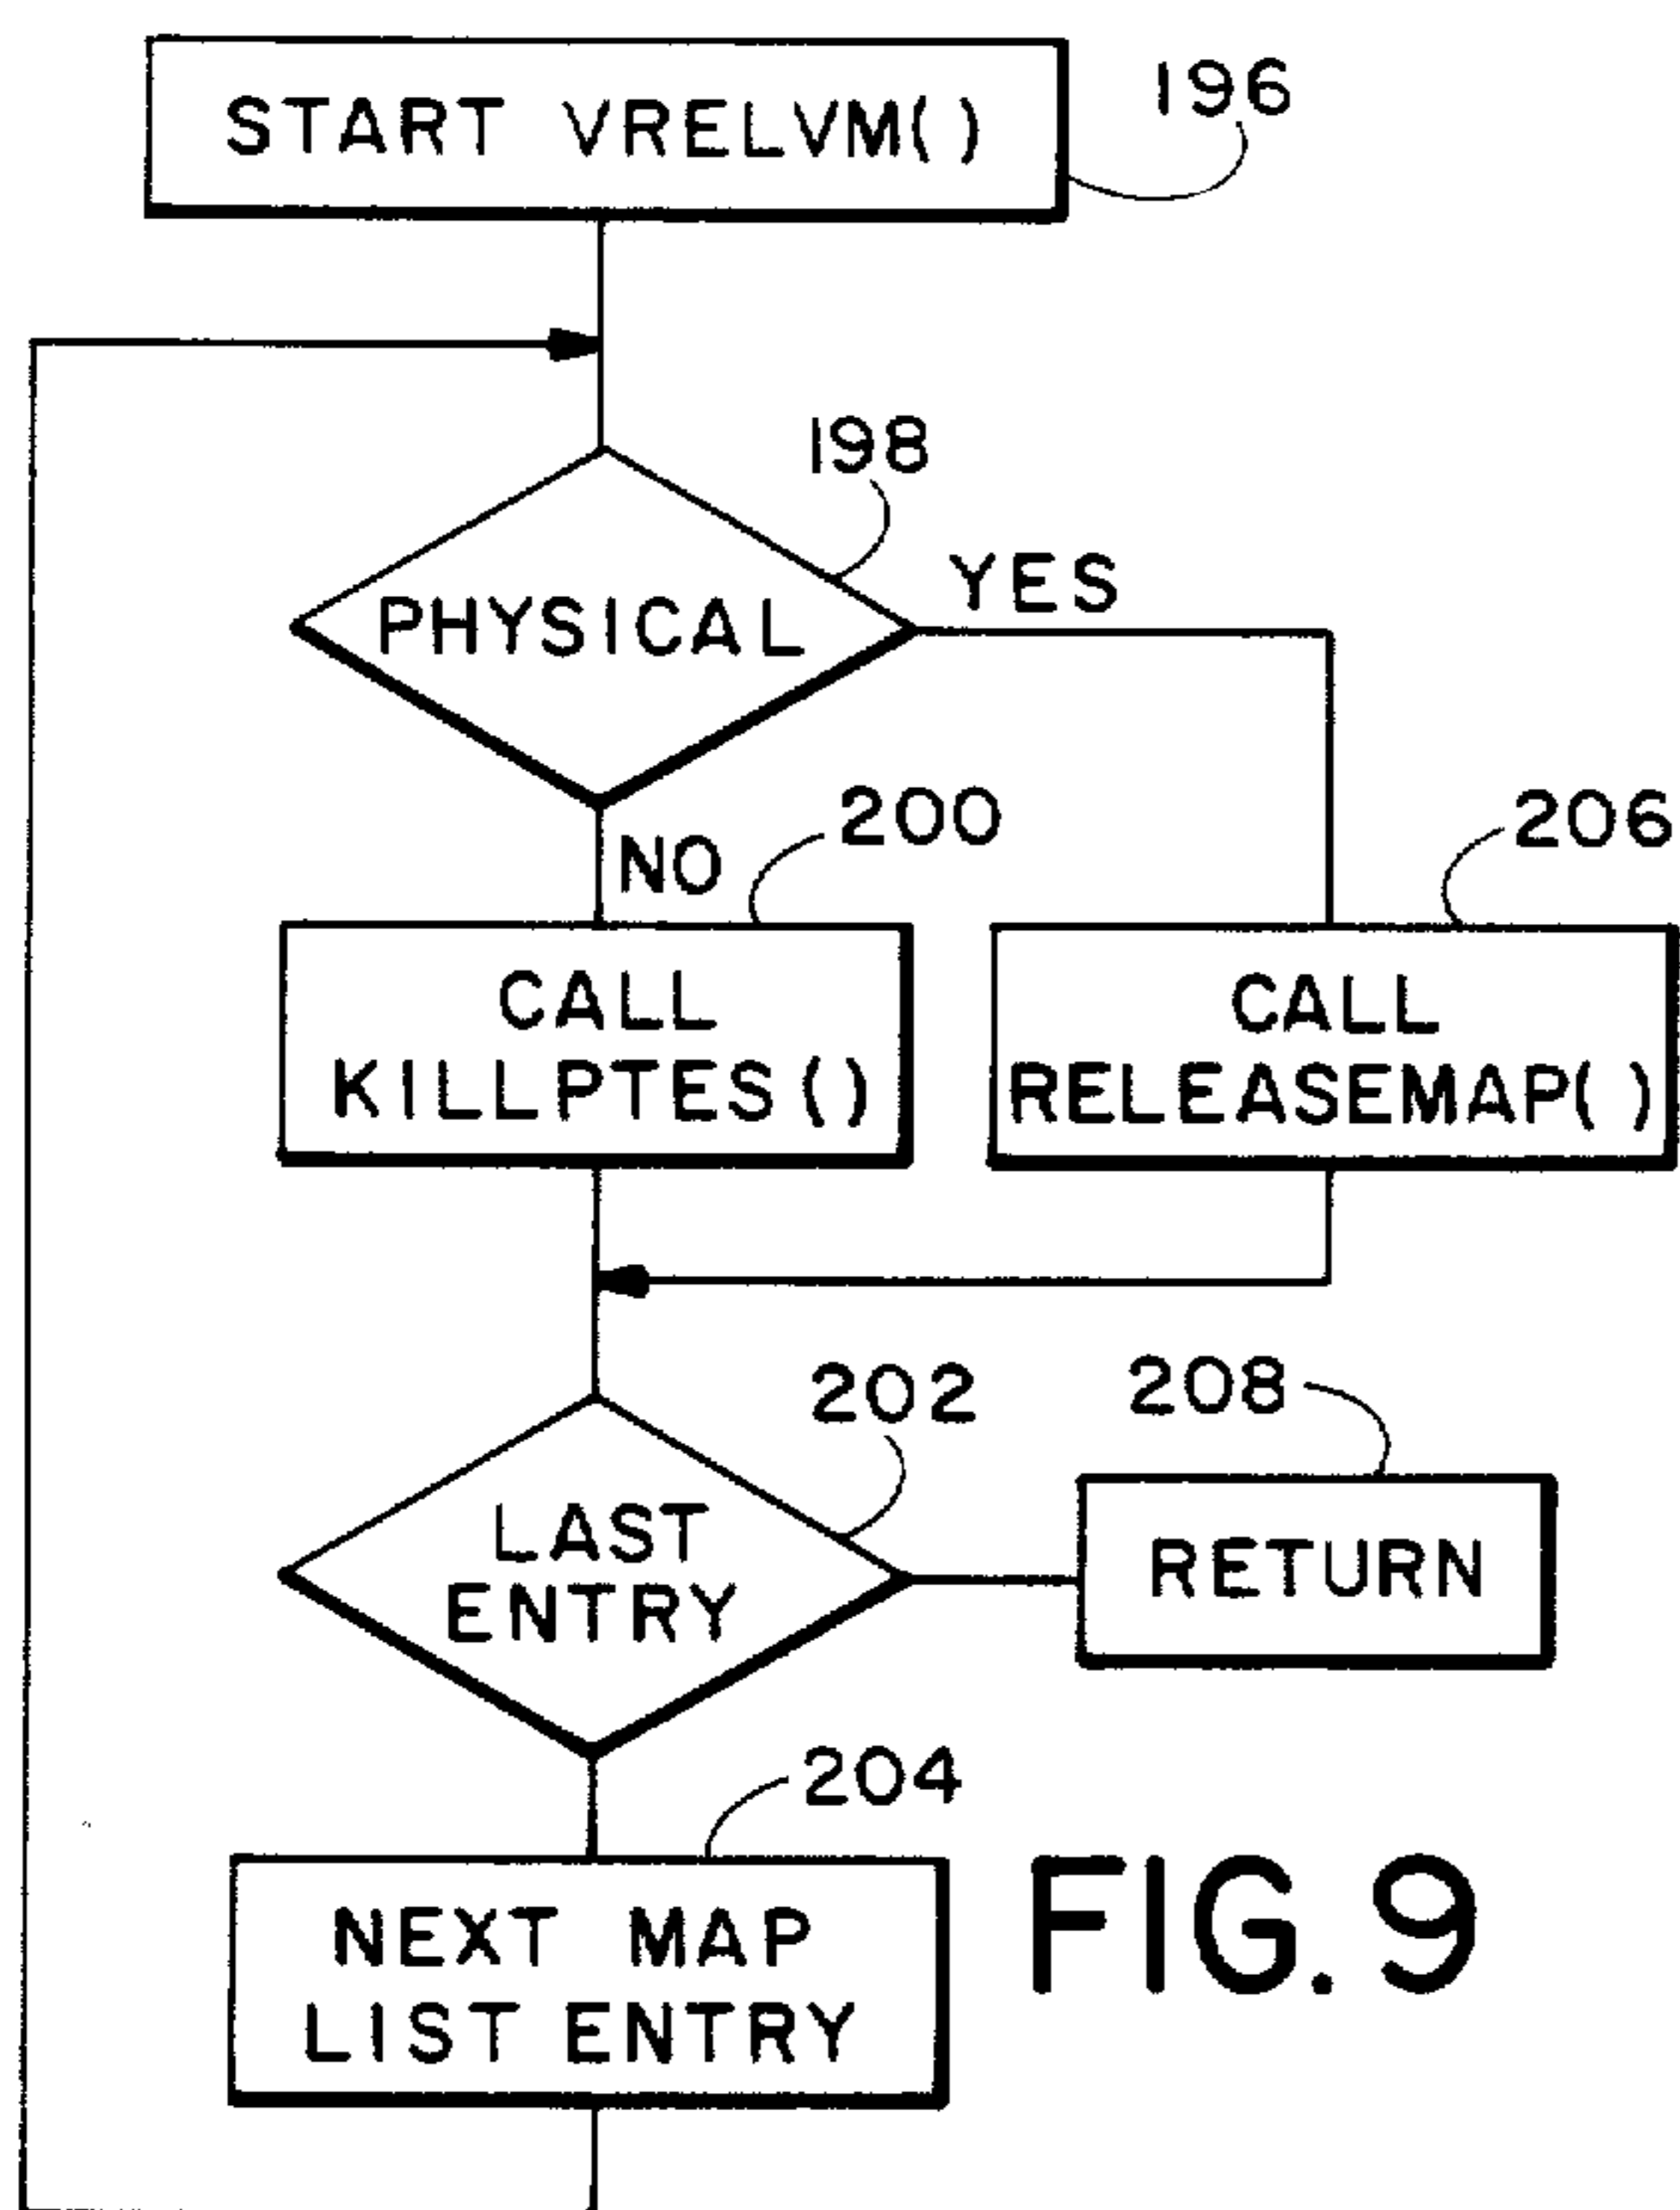 START VRELVM()
196
198
PHYSICAL
YES
NO
200
206
CALL
KILLPTES()
CALL
RELEASEMAP()
202
208
LAST
ENTRY
RETURN
204
NEXT MAP
LIST ENTRY
FIG. 9